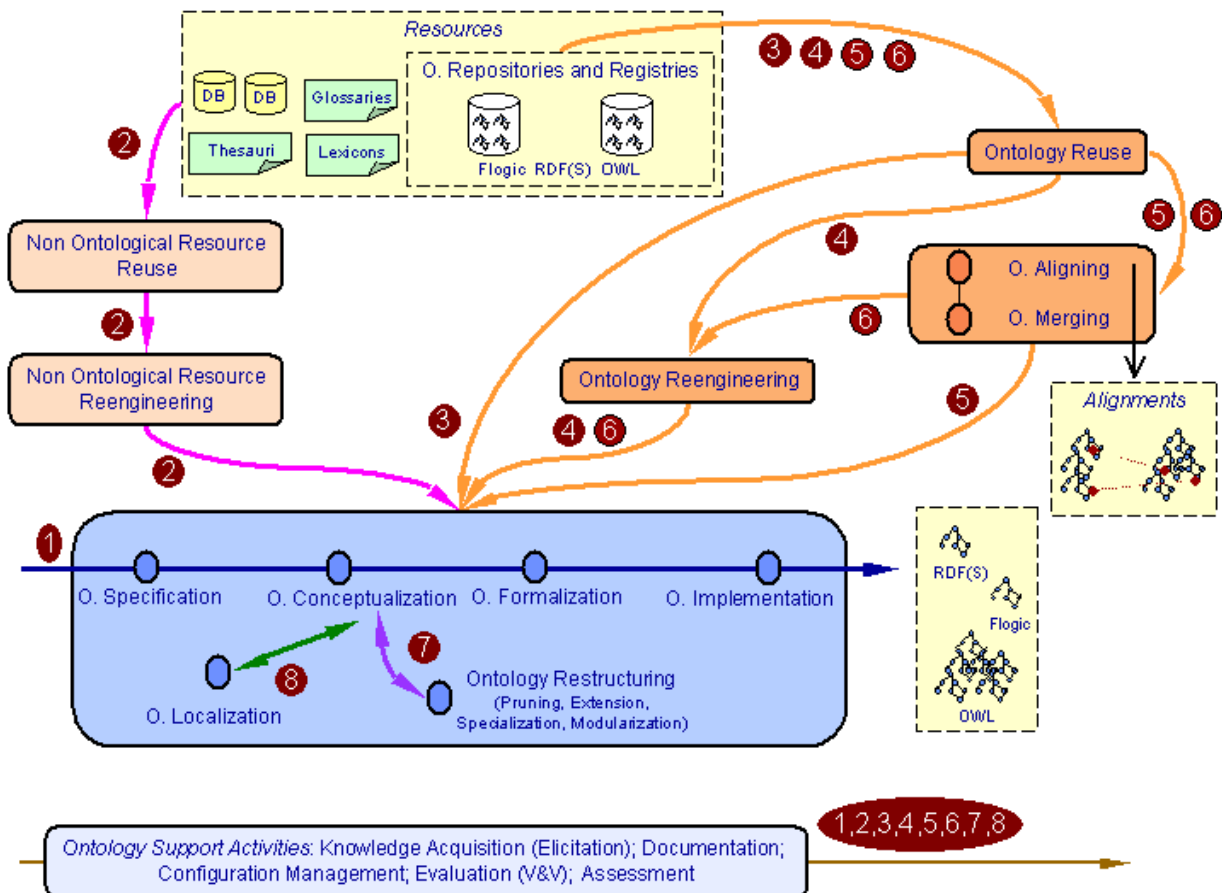 Resources
O. Repositories and Registries
DB
DB
Glossaries
Thesauri
Lexicons
Flogic RDF(S) OWL
3 4 5 6
2
Ontology Reuse
Non Ontological Resource
Reuse
4
5 6
O. Aligning
O. Merging
2
6
Non Ontological Resource
Reengineering
Ontology Reengineering
3
4 6
5
Alignments
2
1
O. Specification
O. Conceptualization
O. Formalization
O. Implementation
8
7
O. Localization
Ontology Restructuring
(Pruning, Extension,
Specialization, Modularization)
RDF(S)
Flogic
OWL
1,2,3,4,5,6,7,8
Ontology Support Activities: Knowledge Acquisition (Elicitation); Documentation;
Configuration Management; Evaluation (V&V); Assessment